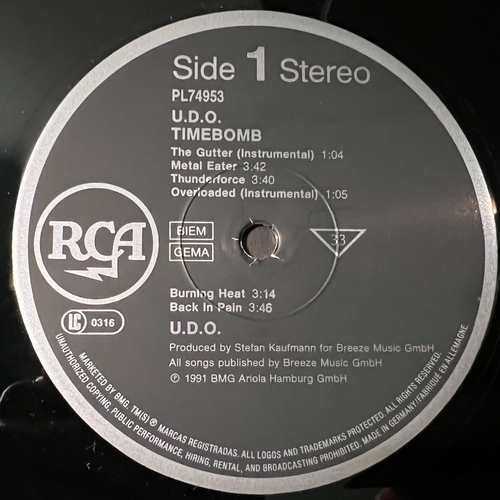 Side 1 Stereo
PL74953
U.D.O.
TIMEBOMB
The Gutter (Instrumental) 1:04
Metal Eater 3:42
Thunderforce 3:40
Overloaded (Instrumental) 1:05
RCA
BIEM
GEMA
33
Burning Heat 3:14
Back in Pain 3:46
LC 0316
U.D.O.
Produced by Stefan Kaufmann for Breeze Music GmbH
All songs published by Breeze Music GmbH
℗ 1991 BMG Ariola Hamburg GmbH
MARKETED BY BMG. TM(S)® MARCAS REGISTRADAS. ALL LOGOS AND TRADEMARKS PROTECTED. ALL RIGHTS RESERVED.
UNAUTHORIZED COPYING, PUBLIC PERFORMANCE, HIRING, RENTAL, AND BROADCASTING PROHIBITED. MADE IN GERMANY/FABRIQUÉ EN ALLEMAGNE